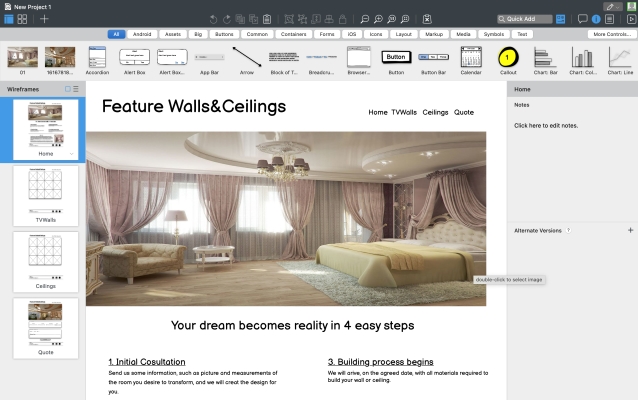 New Project 1
Quick Add
All Android Assets Big Buttons Common Containers Forms iOS Icons Layout Markup Media Symbols Text More Controls...
Button
1
01 16167818... Accordion Alert Box Alert Box... App Bar Arrow Block of T... Breadcru... Browser... Button Button Bar Calendar Callout Chart: Bar Chart: Col... Chart: Line
Wireframes
Home
TVWalls
Ceilings
Quote
Feature Walls&Ceilings
Home TVWalls Ceilings Quote
double-click to select image
Your dream becomes reality in 4 easy steps
1. Initial Cosultation
Send us some information, such as picture and measurements of
the room you desire to transform, and we will creat the design for
you.
3. Building process begins
We will arive, on the agreed date, with all materials required to
build your wall or ceiling.
Home
Notes
Click here to edit notes.
Alternate Versions